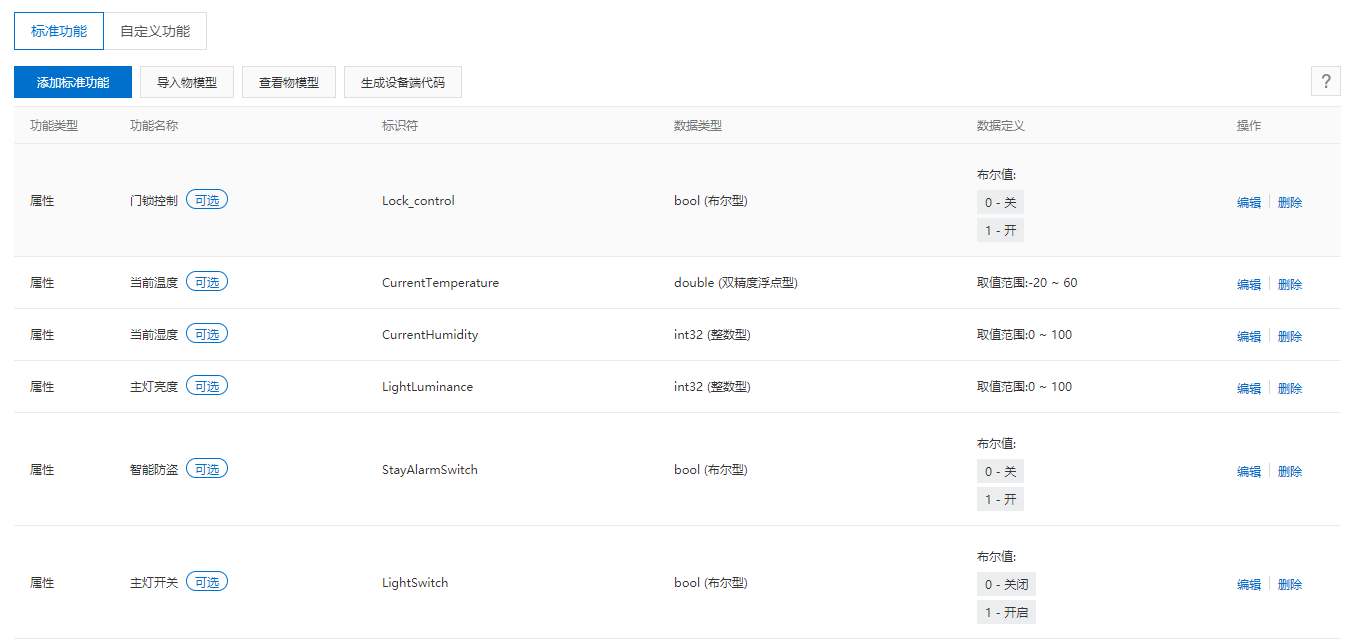 标准功能 自定义功能
添加标准功能 导入物模型 查看物模型 生成设备端代码 ?
功能类型 功能名称 标识符 数据类型 数据定义 操作
布尔值:
属性 门锁控制 可选 Lock_control bool (布尔型) 0 - 关 编辑 删除
1 - 开
属性 当前温度 可选 CurrentTemperature double (双精度浮点型) 取值范围:-20 ~ 60 编辑 删除
属性 当前湿度 可选 CurrentHumidity int32 (整数型) 取值范围:0 ~ 100 编辑 删除
属性 主灯亮度 可选 LightLuminance int32 (整数型) 取值范围:0 ~ 100 编辑 删除
布尔值:
属性 智能防盗 可选 StayAlarmSwitch bool (布尔型) 0 - 关 编辑 删除
1 - 开
布尔值:
属性 主灯开关 可选 LightSwitch bool (布尔型) 0 - 关闭 编辑 删除
1 - 开启